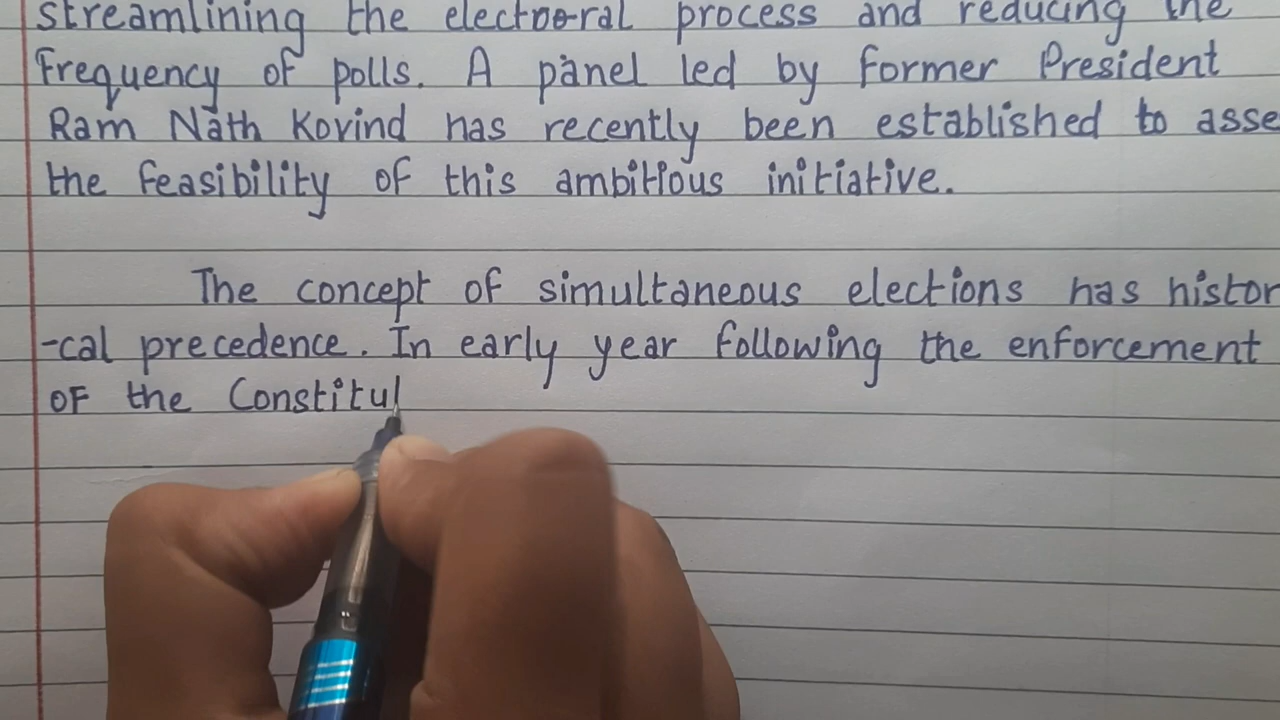 streamlining the electooral process and reducing the
frequency of polls. A panel led by former President
Ram Nath Kovind has recently been established to asse
the feasibility of this ambitious initiative.
The concept of simultaneous elections has histor
-cal precedence. In early year following the enforcement
of the Constitu